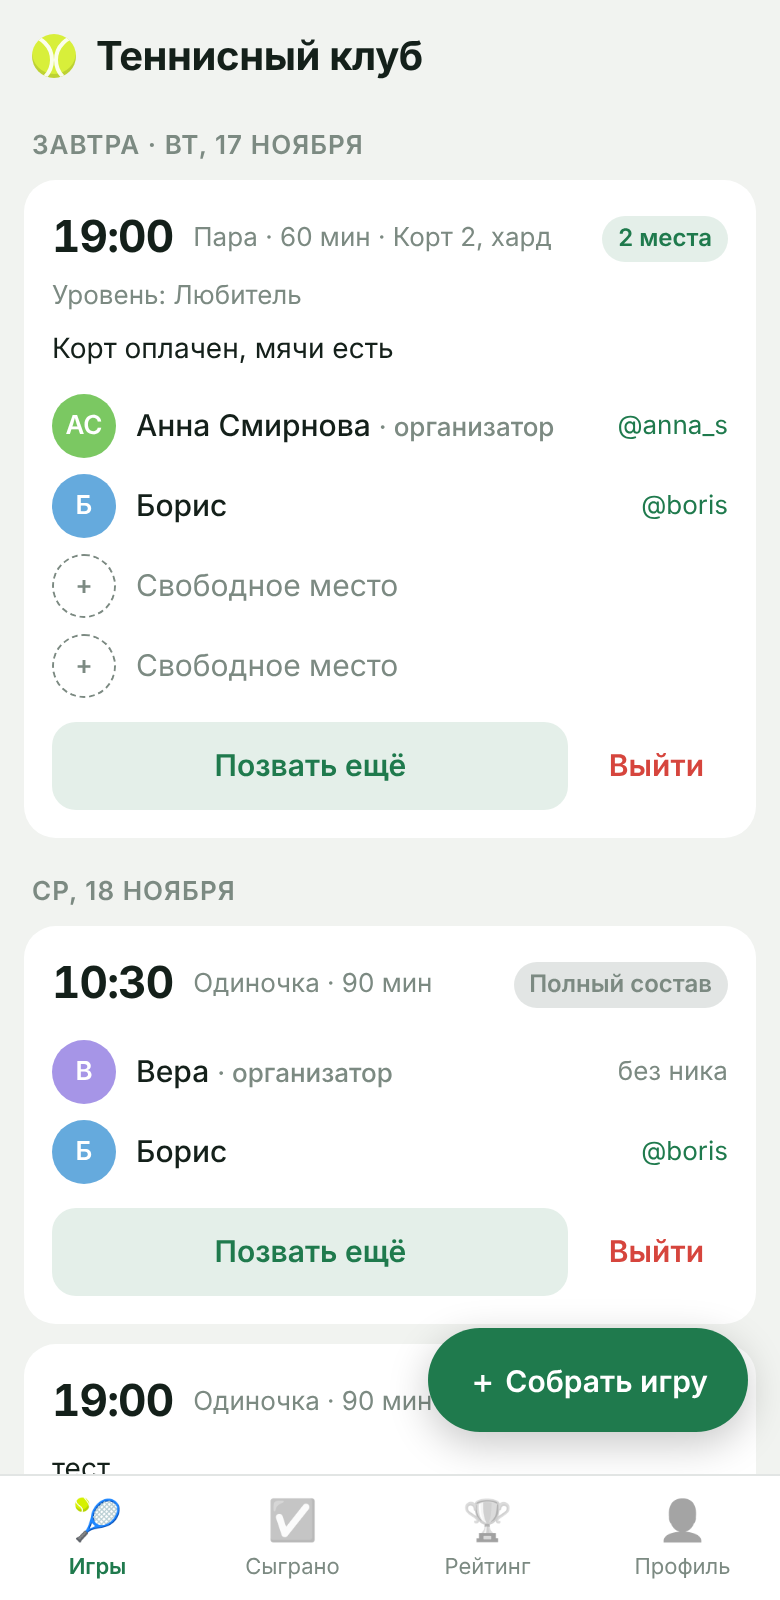 Теннисный клуб
ЗАВТРА · ВТ, 17 НОЯБРЯ
19:00 Пара · 60 мин · Корт 2, хард 2 места
Уровень: Любитель
Корт оплачен, мячи есть
АС Анна Смирнова · организатор @anna_s
Б Борис @boris
+ Свободное место
+ Свободное место
Позвать ещё Выйти
СР, 18 НОЯБРЯ
10:30 Одиночка · 90 мин Полный состав
В Вера · организатор без ника
Б Борис @boris
Позвать ещё Выйти
19:00 Одиночка · 90 мин
+ Собрать игру
тест
Игры Сыграно Рейтинг Профиль